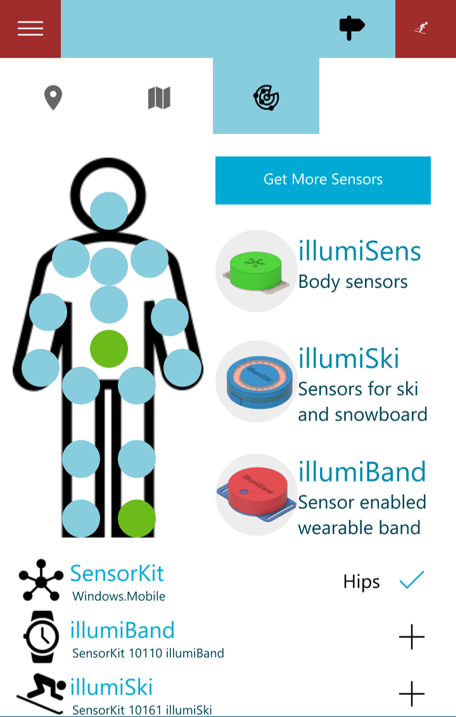 Get More Sensors
illumiSens
Body sensors
illumiSki
Sensors for ski
and snowboard
illumiBand
Sensor enabled
wearable band
SensorKit
Windows.Mobile
Hips
illumiBand
SensorKit 10110 illumiBand
illumiSki
SensorKit 10161 illumiSki